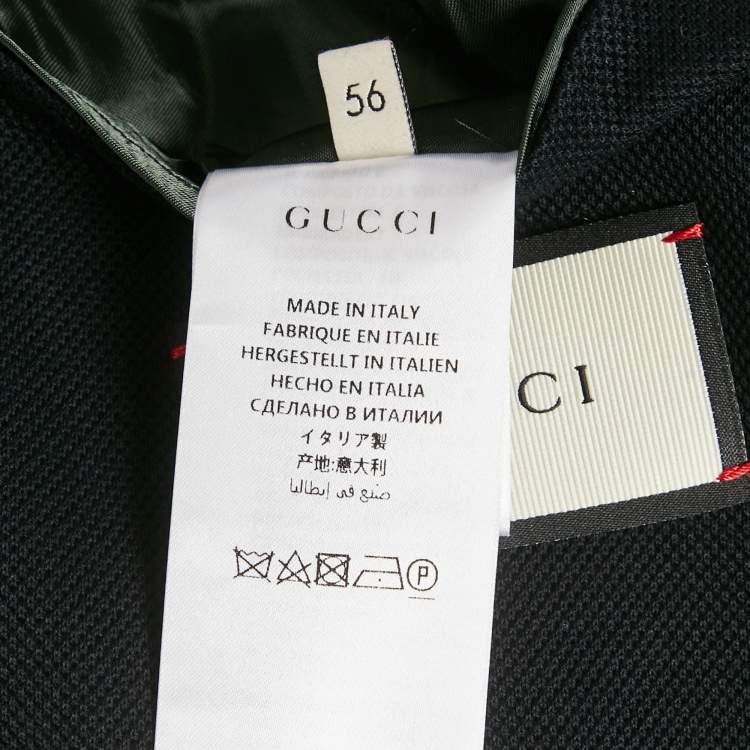 56
GUCCI
MADE IN ITALY
FABRIQUE EN ITALIE
HERGESTELLT IN ITALIEN
HECHO EN ITALIA
СДЕЛАНО В ИТАЛИИ
イタリア製
产地:意大利
صنع في إيطاليا
P
CI